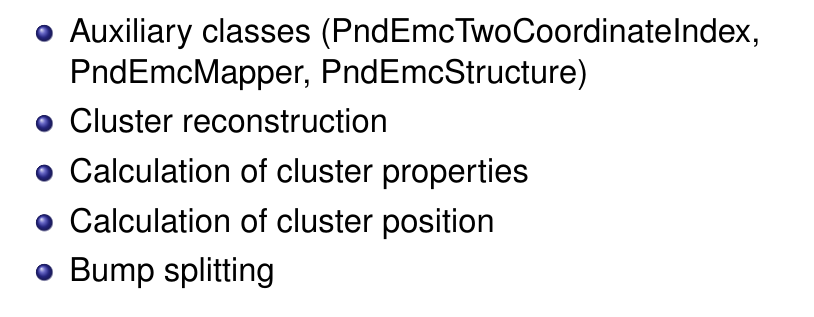 Auxiliary classes (PndEmcTwoCoordinateIndex,
PndEmcMapper, PndEmcStructure)
Cluster reconstruction
Calculation of cluster properties
Calculation of cluster position
Bump splitting